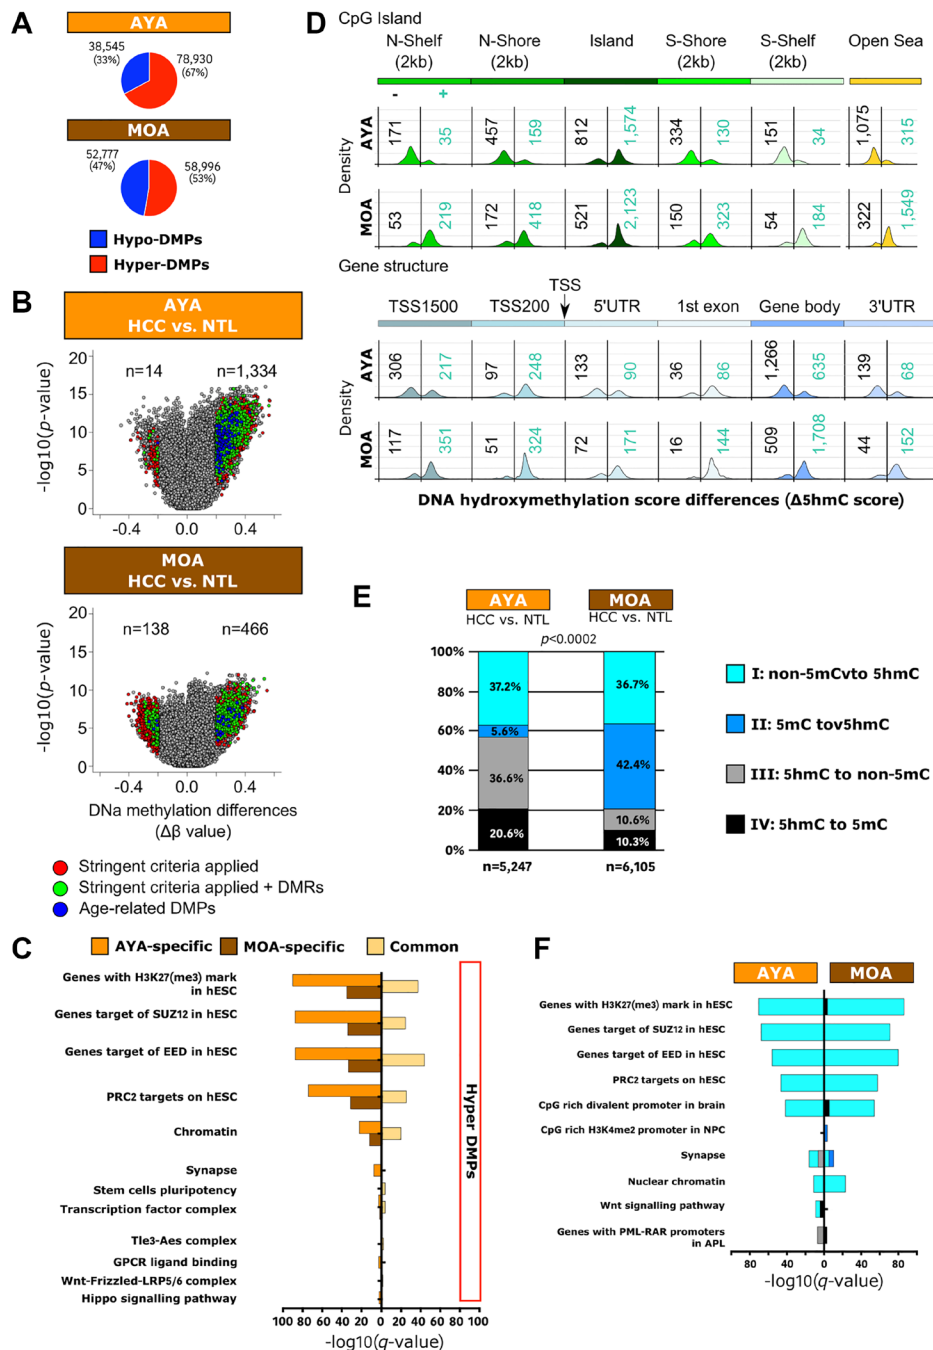 A
AYA
38,545
(33%)
78,930
(67%)
MOA
52,777
(47%)
58,996
(53%)
Hypo-DMPs
Hyper-DMPs
B
AYA
HCC vs. NTL
n=14
n=1,334
-log10(p-value)
20
15
10
5
0
-0.4
0.0
0.4
MOA
HCC vs. NTL
n=138
n=466
-log10(p-value)
20
15
10
5
0
-0.4
0.0
0.4
DNa methylation differences
(Δβ value)
Stringent criteria applied
Stringent criteria applied + DMRs
Age-related DMPs
C
AYA-specific
MOA-specific
Common
Genes with H3K27(me3) mark
in hESC
Genes target of SUZ12 in hESC
Genes target of EED in hESC
PRC2 targets on hESC
Chromatin
Synapse
Stem cells pluripotency
Transcription factor complex
Tle3-Aes complex
GPCR ligand binding
Wnt-Frizzled-LRP5/6 complex
Hippo signalling pathway
Hyper DMPs
100 80 60 40 20 0 20 40 60 80 100
-log10(q-value)
D
CpG Island
N-Shelf
(2kb)
N-Shore
(2kb)
Island
S-Shore
(2kb)
S-Shelf
(2kb)
Open Sea
- +
Density
AYA
171 35 457 159 812 1,574 334 130 151 34 1,075 315
MOA
53 219 172 418 521 2,123 150 323 54 184 322 1,549
Gene structure
TSS
TSS1500 TSS200 5'UTR 1st exon Gene body 3'UTR
Density
AYA
306 217 97 248 133 90 36 86 1,266 635 139 68
MOA
117 351 51 324 72 171 16 144 509 1,708 44 152
DNA hydroxymethylation score differences (Δ5hmC score)
E
AYA
HCC vs. NTL
MOA
HCC vs. NTL
p<0.0002
100%
80%
60%
40%
20%
0%
37.2%
5.6%
36.6%
20.6%
36.7%
42.4%
10.6%
10.3%
n=5,247
n=6,105
I: non-5mCvto 5hmC
II: 5mC tov5hmC
III: 5hmC to non-5mC
IV: 5hmC to 5mC
F
AYA
MOA
Genes with H3K27(me3) mark in hESC
Genes target of SUZ12 in hESC
Genes target of EED in hESC
PRC2 targets on hESC
CpG rich divalent promoter in brain
CpG rich H3K4me2 promoter in NPC
Synapse
Nuclear chromatin
Wnt signalling pathway
Genes with PML-RAR promoters
in APL
80 40 0 40 80
-log10(q-value)